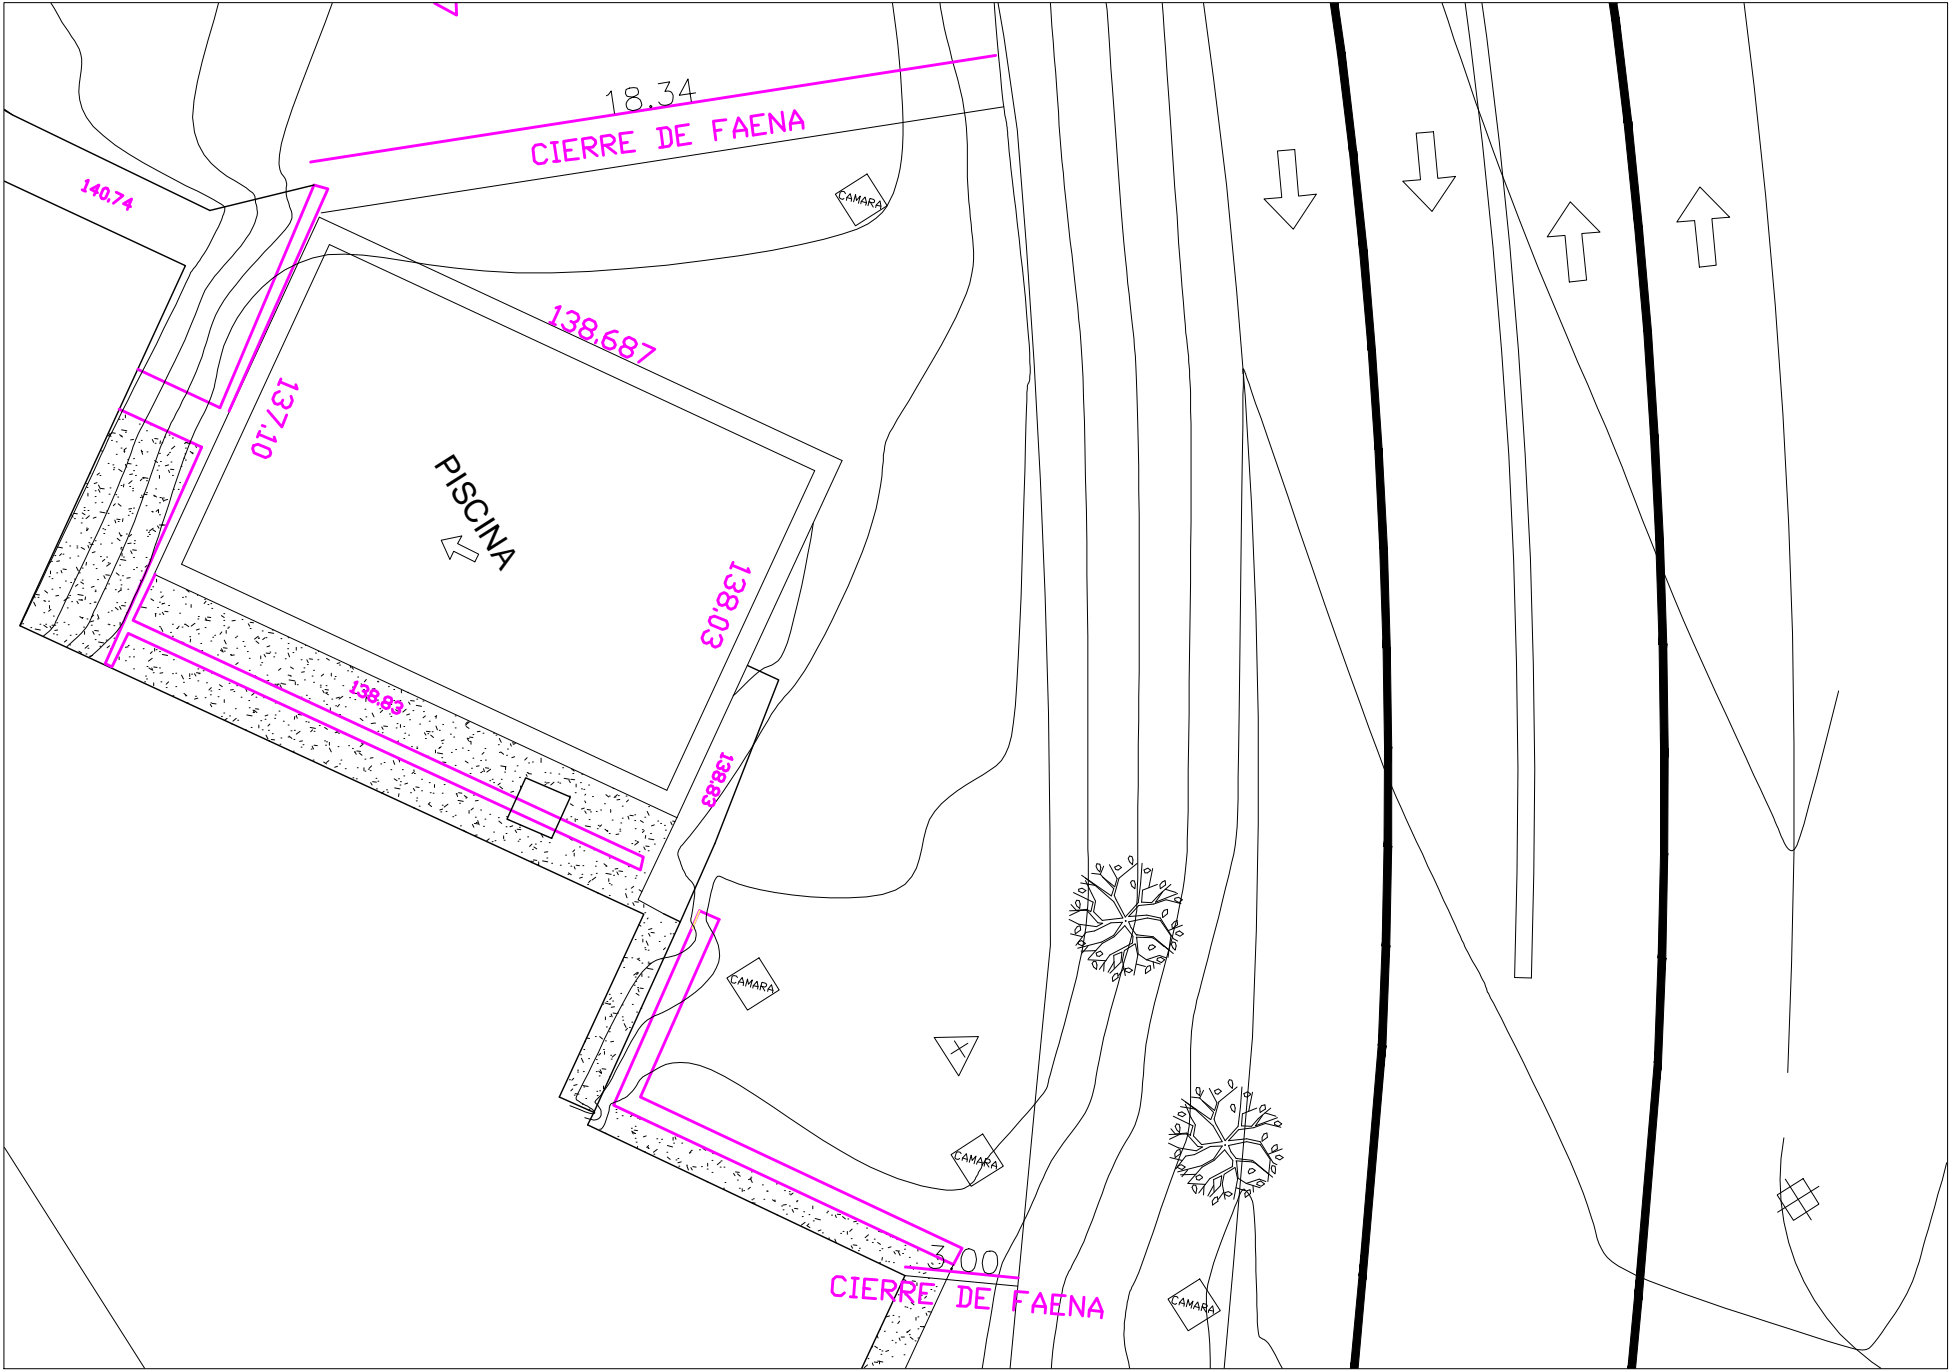 18.34
CIERRE DE FAENA
140.74
CAMARA
138.687
137.10
PISCINA
138.03
138.83
138.83
CAMARA
CAMARA
3.00
CIERRE DE FAENA
CAMARA